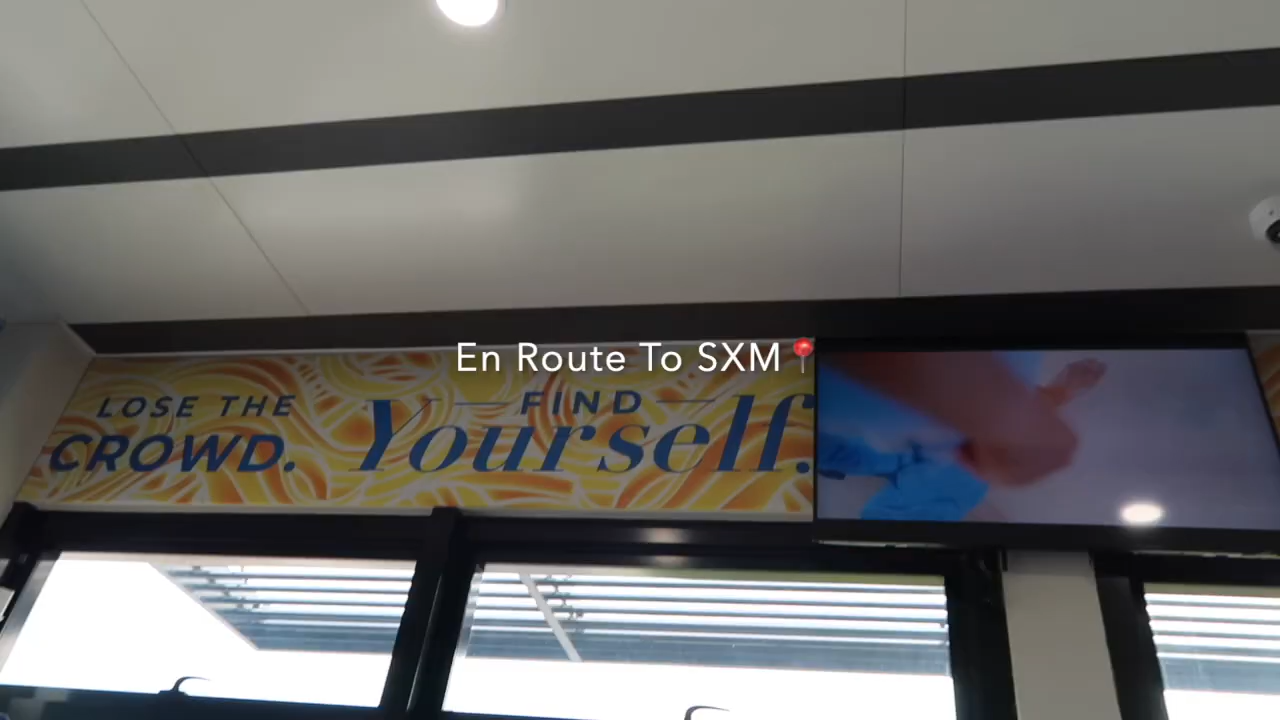 En Route To SXM📍
LOSE THE
CROWD.
FIND
Yourself.